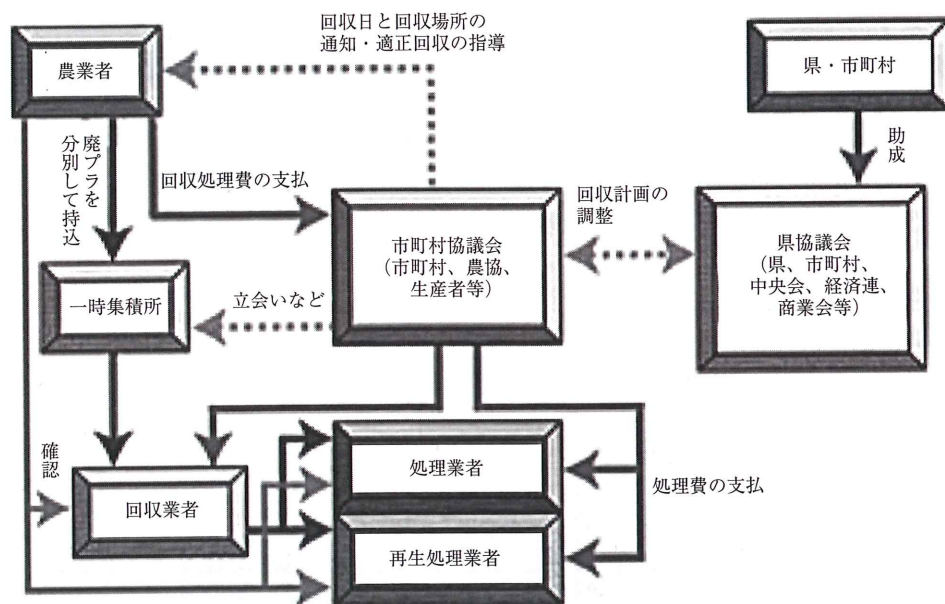 回収日と回収場所の
通知・適正回収の指導
農業者
県・市町村
助成
廃プラを
分別して持込
回収処理費の支払
回収計画の
調整
市町村協議会
(市町村、農協、
生産者等)
県協議会
(県、市町村、
中央会、経済連、
商業会等)
一時集積所
立会いなど
確認
処理業者
処理費の支払
回収業者
再生処理業者